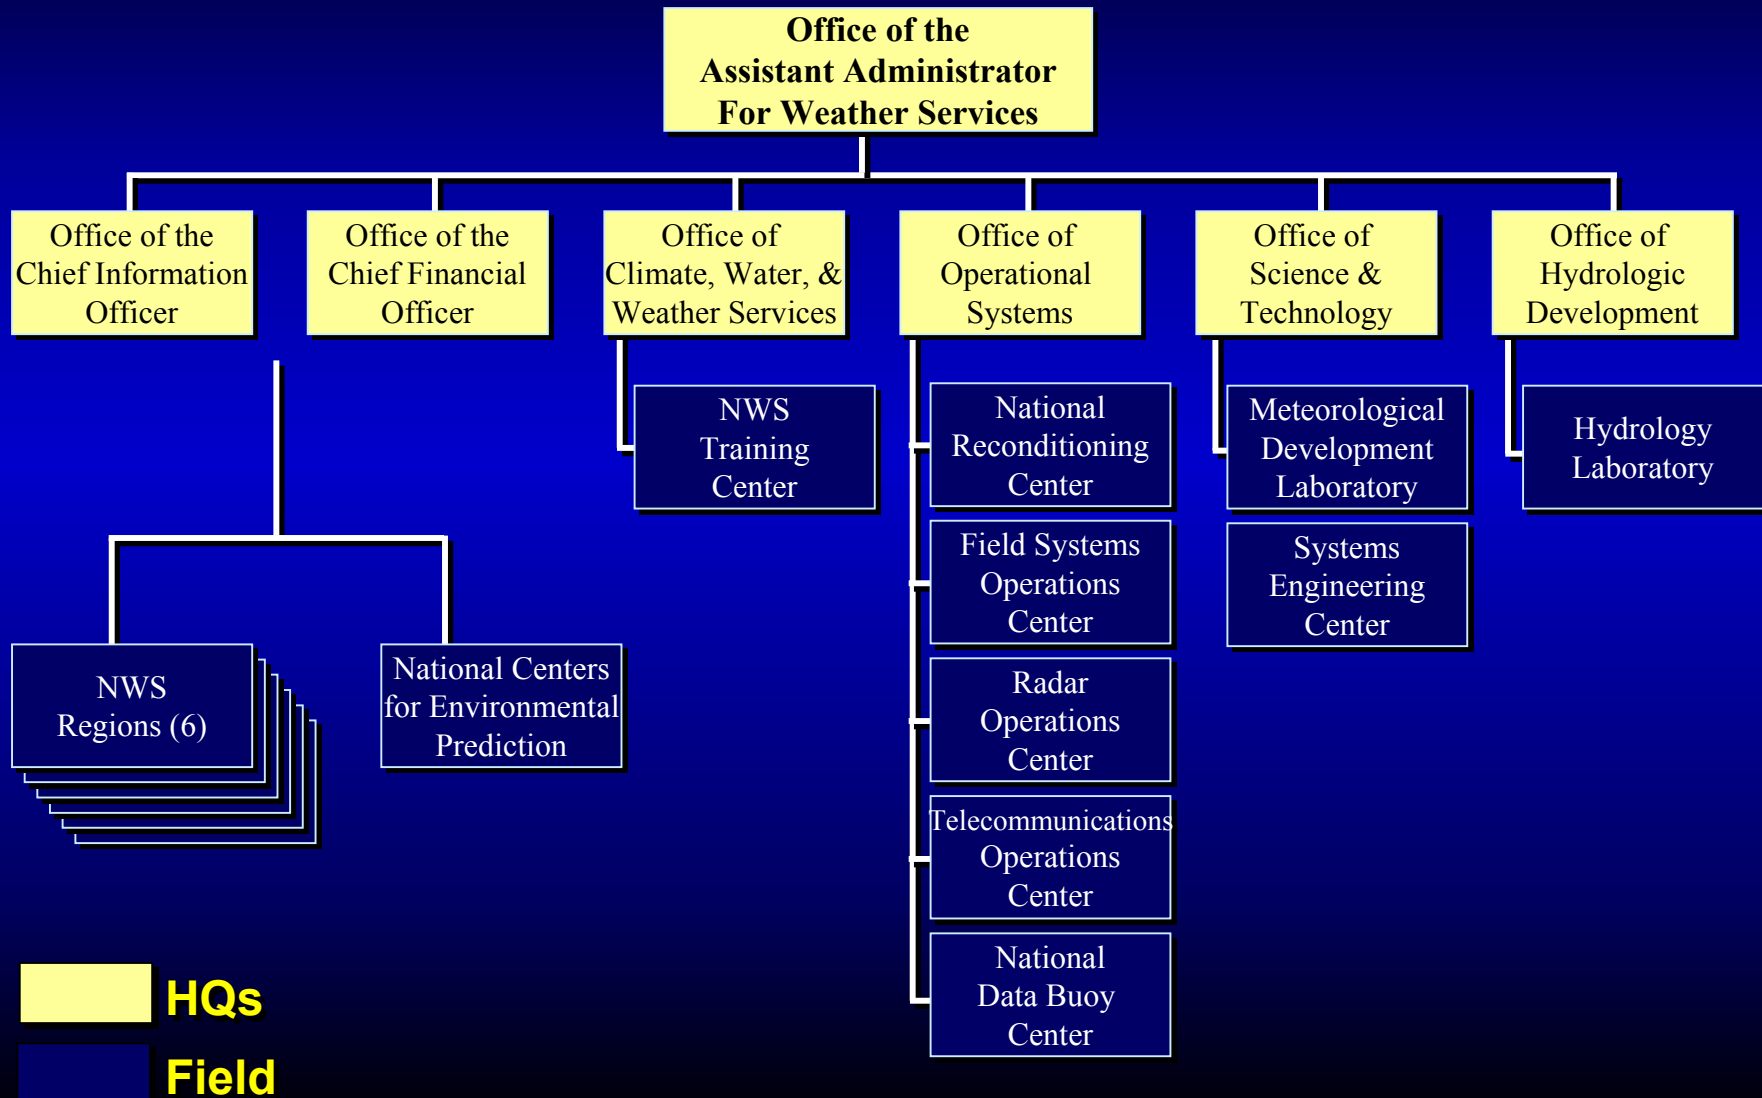 Office of the
Assistant Administrator
For Weather Services
Office of the
Chief Information
Officer
Office of the
Chief Financial
Officer
Office of
Climate, Water, &
Weather Services
Office of
Operational
Systems
Office of
Science &
Technology
Office of
Hydrologic
Development
NWS
Training
Center
National
Reconditioning
Center
Meteorological
Development
Laboratory
Hydrology
Laboratory
Field Systems
Operations
Center
Systems
Engineering
Center
NWS
Regions (6)
National Centers
for Environmental
Prediction
Radar
Operations
Center
Telecommunications
Operations
Center
National
Data Buoy
Center
HQs
Field